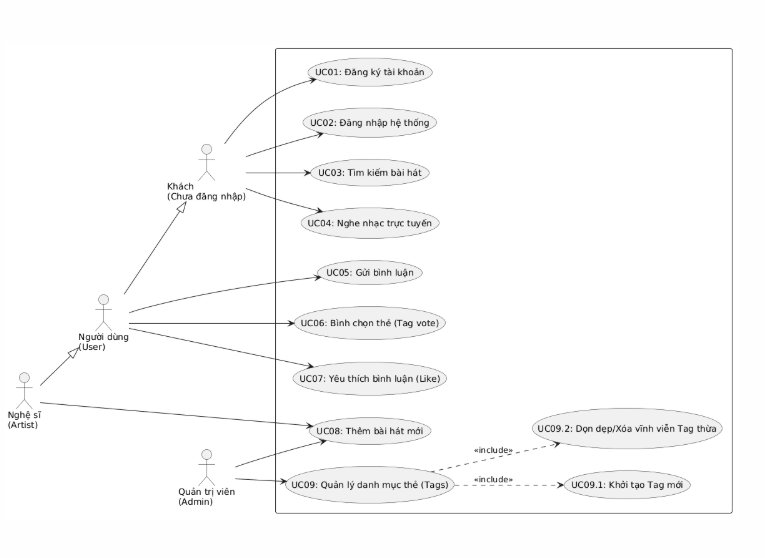 UC01: Đăng ký tài khoản
UC02: Đăng nhập hệ thống
Khách
(Chưa đăng nhập)
UC03: Tìm kiếm bài hát
UC04: Nghe nhạc trực tuyến
UC05: Gửi bình luận
Người dùng
(User)
UC06: Bình chọn thẻ (Tag vote)
UC07: Yêu thích bình luận (Like)
Nghệ sĩ
(Artist)
UC08: Thêm bài hát mới
UC09.2: Dọn dẹp/Xóa vĩnh viễn Tag thừa
«include»
Quản trị viên
(Admin)
UC09: Quản lý danh mục thẻ (Tags)
«include»
UC09.1: Khởi tạo Tag mới